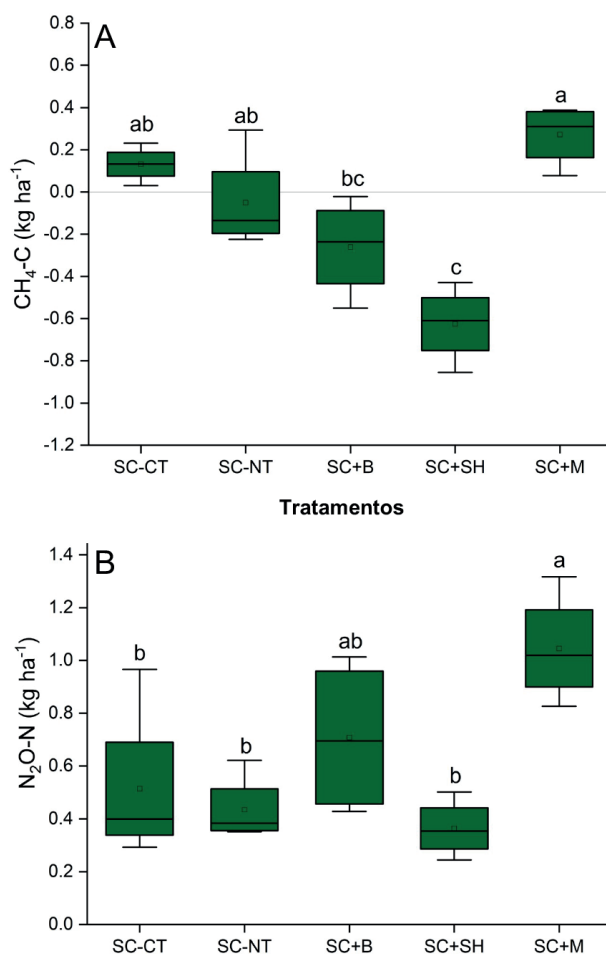 A
0.8
0.6
0.4
0.2
0.0
-0.2
-0.4
-0.6
-0.8
-1.0
-1.2
CH₄-C (kg ha⁻¹)
ab
ab
bc
c
a
SC-CT SC-NT SC+B SC+SH SC+M
Tratamentos
B
1.4
1.2
1.0
0.8
0.6
0.4
0.2
0.0
N₂O-N (kg ha⁻¹)
b
b
ab
b
a
SC-CT SC-NT SC+B SC+SH SC+M